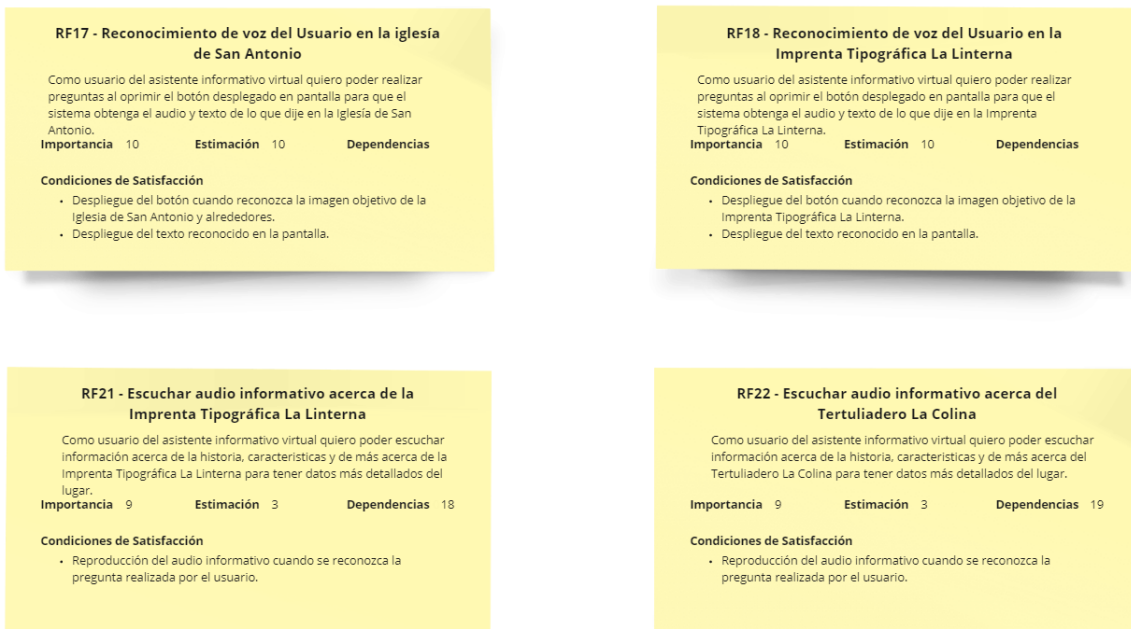 RF17 - Reconocimiento de voz del Usuario en la iglesía
de San Antonio
Como usuario del asistente informativo virtual quiero poder realizar
preguntas al oprimir el botón desplegado en pantalla para que el
sistema obtenga el audio y texto de lo que dije en la Iglesía de San
Antonio.
Importancia 10 Estimación 10 Dependencias
Condiciones de Satisfacción
• Despliegue del botón cuando reconozca la imagen objetivo de la
Iglesia de San Antonio y alrededores.
• Despliegue del texto reconocido en la pantalla.
RF18 - Reconocimiento de voz del Usuario en la
Imprenta Tipográfica La Linterna
Como usuario del asistente informativo virtual quiero poder realizar
preguntas al oprimir el botón desplegado en pantalla para que el
sistema obtenga el audio y texto de lo que dije en la Imprenta
Tipográfica La Linterna.
Importancia 10 Estimación 10 Dependencias
Condiciones de Satisfacción
• Despliegue del botón cuando reconozca la imagen objetivo de la
Imprenta Tipográfica La Linterna.
• Despliegue del texto reconocido en la pantalla.
RF21 - Escuchar audio informativo acerca de la
Imprenta Tipográfica La Linterna
Como usuario del asistente informativo virtual quiero poder escuchar
información acerca de la historia, caracteristicas y de más acerca de la
Imprenta Tipográfica La Linterna para tener datos más detallados del
lugar.
Importancia 9 Estimación 3 Dependencias 18
Condiciones de Satisfacción
• Reproducción del audio informativo cuando se reconozca la
pregunta realizada por el usuario.
RF22 - Escuchar audio informativo acerca del
Tertuliadero La Colina
Como usuario del asistente informativo virtual quiero poder escuchar
información acerca de la historia, caracteristicas y de más acerca del
Tertuliadero La Colina para tener datos más detallados del lugar.
Importancia 9 Estimación 3 Dependencias 19
Condiciones de Satisfacción
• Reproducción del audio informativo cuando se reconozca la
pregunta realizada por el usuario.